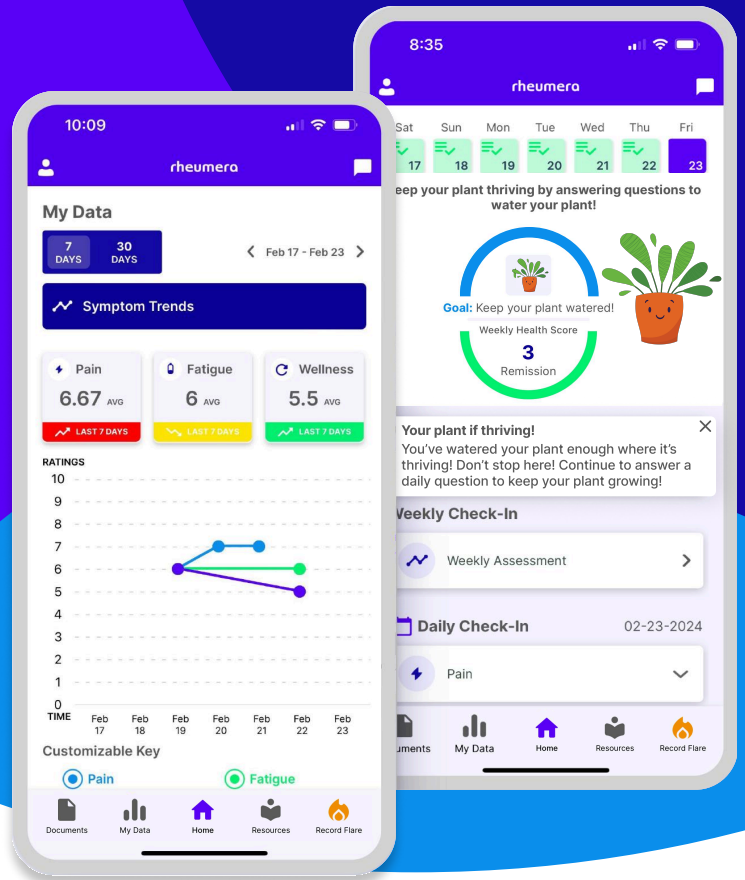 10:09
rheumera
My Data
7
DAYS
30
DAYS
Feb 17 - Feb 23
Symptom Trends
Pain
6.67 AVG
LAST 7 DAYS
Fatigue
6 AVG
LAST 7 DAYS
Wellness
5.5 AVG
LAST 7 DAYS
RATINGS
10
9
8
7
6
5
4
3
2
1
0
TIME
Feb 17
Feb 18
Feb 19
Feb 20
Feb 21
Feb 22
Feb 23
Customizable Key
Pain
Fatigue
Documents
My Data
Home
Resources
Record Flare
8:35
rheumera
Sat
Sun
Mon
Tue
Wed
Thu
Fri
17
18
19
20
21
22
23
eep your plant thriving by answering questions to
water your plant!
Goal: Keep your plant watered!
Weekly Health Score
3
Remission
Your plant if thriving!
You've watered your plant enough where it's
thriving! Don't stop here! Continue to answer a
daily question to keep your plant growing!
Weekly Check-In
Weekly Assessment
Daily Check-In
02-23-2024
Pain
uments
My Data
Home
Resources
Record Flare